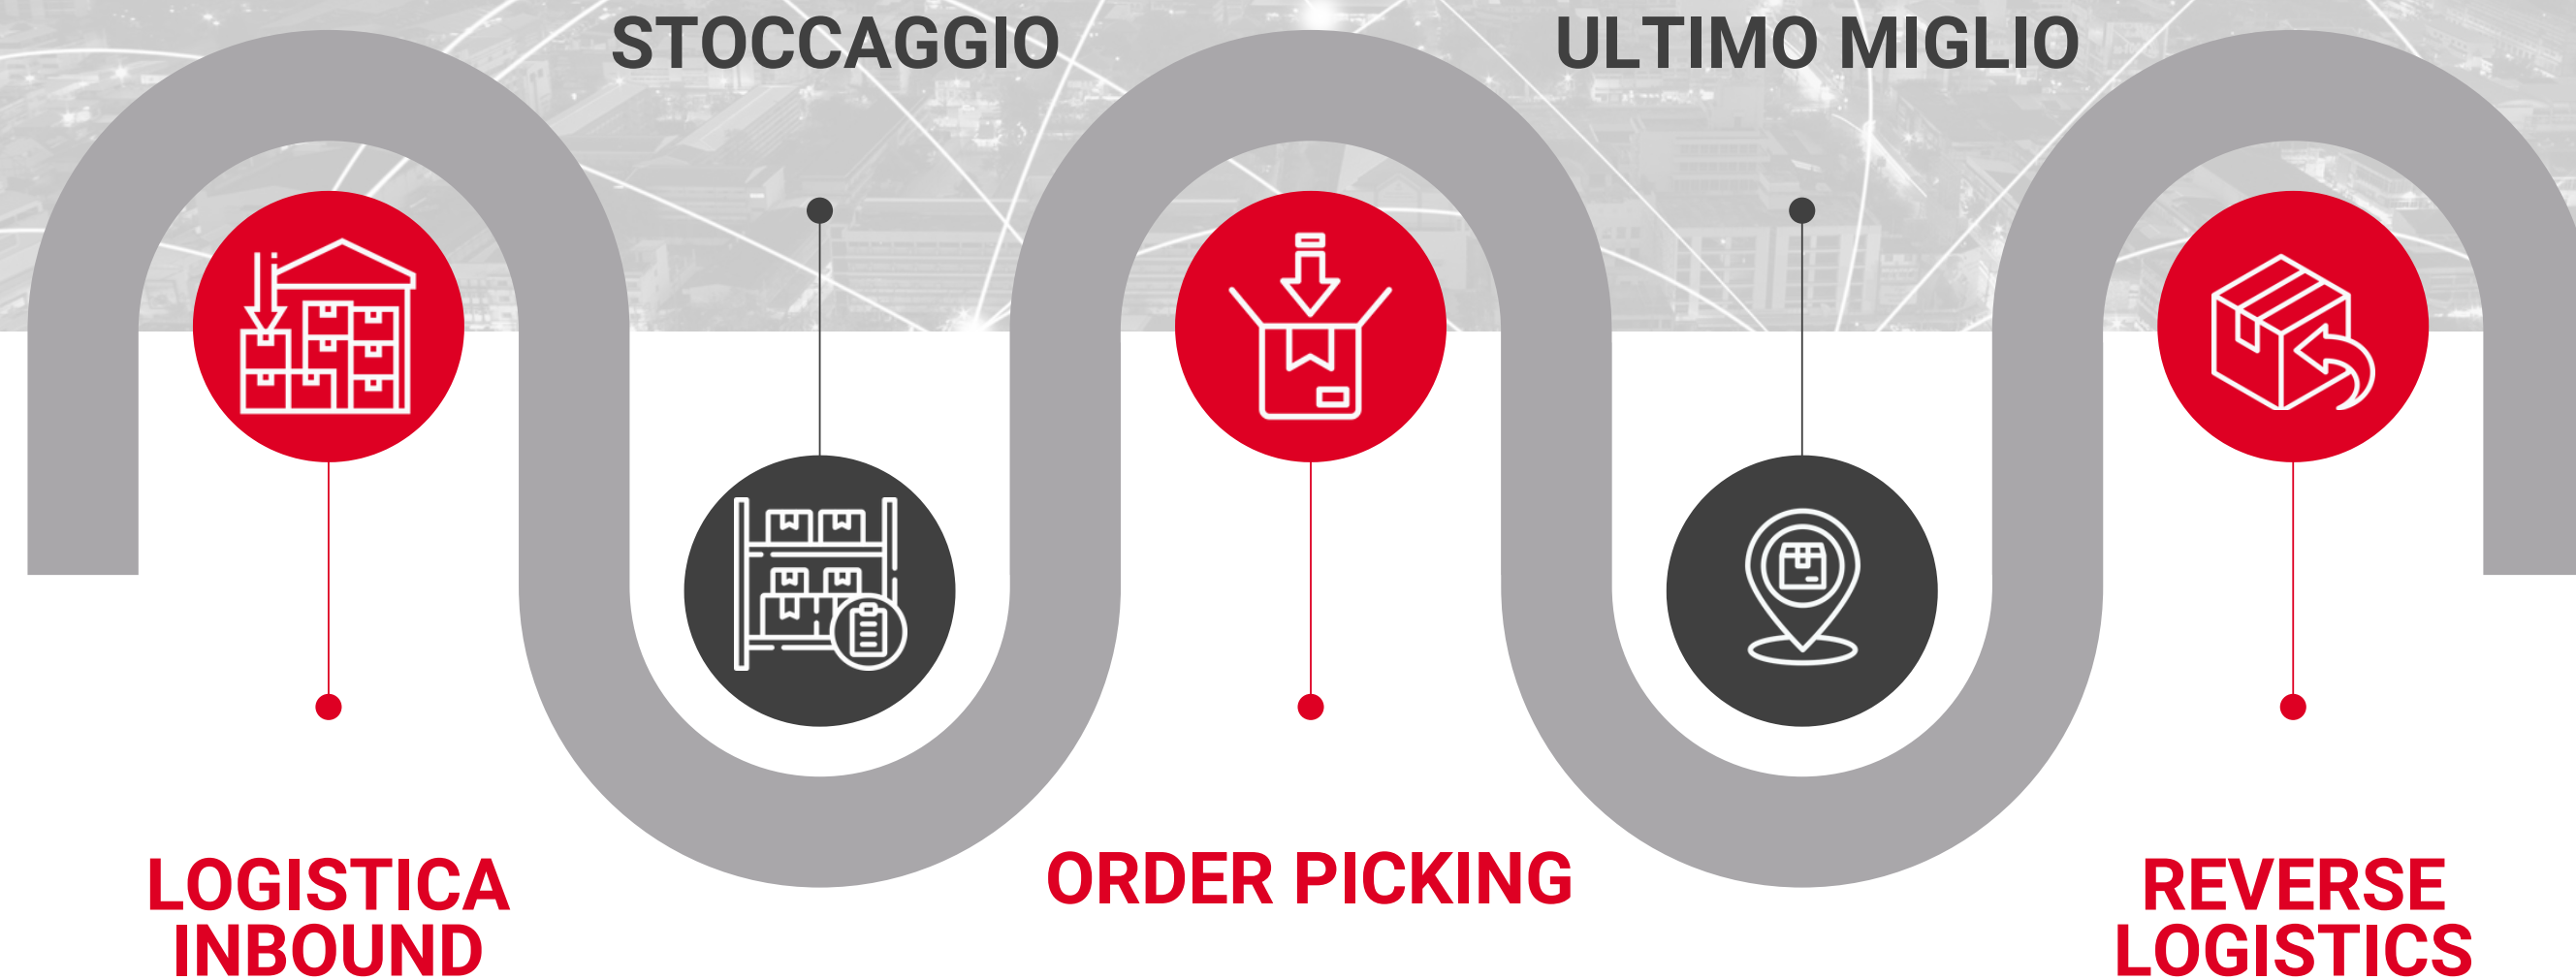 STOCCAGGIO
ULTIMO MIGLIO
LOGISTICA
INBOUND
ORDER PICKING
REVERSE
LOGISTICS